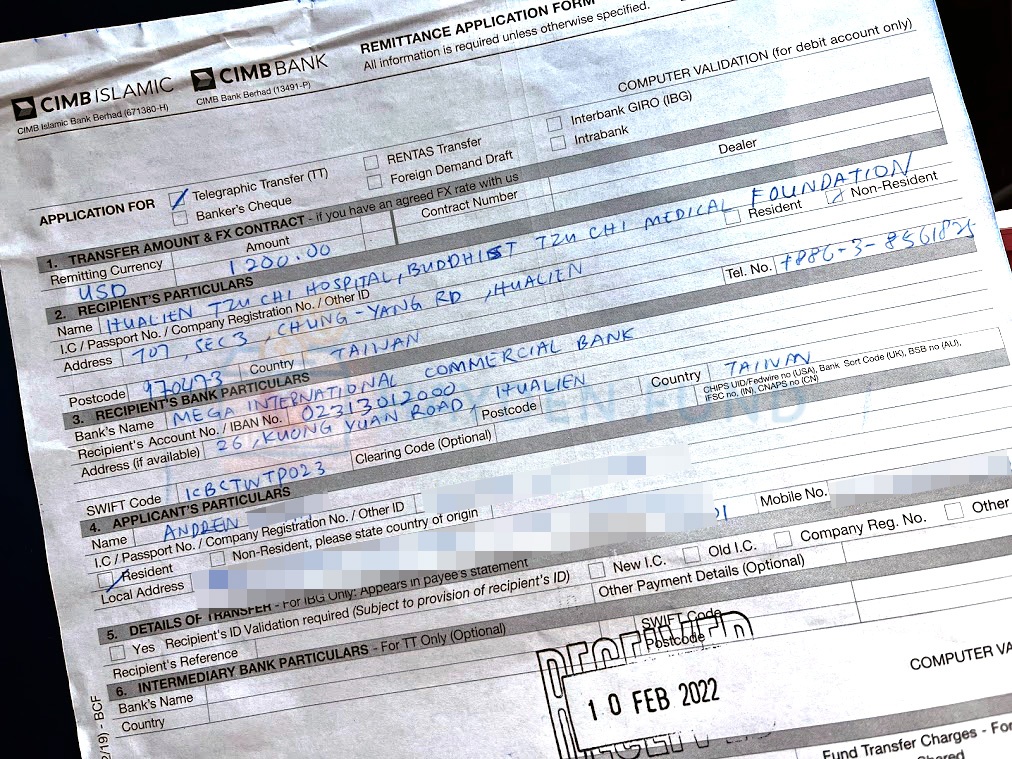 REMITTANCE APPLICATION FORM
All information is required unless otherwise specified.
CIMB ISLAMIC CIMB BANK
CIMB Islamic Bank Berhad (671380-H) CIMB Bank Berhad (13491-P)
COMPUTER VALIDATION (for debit account only)
APPLICATION FOR Telegraphic Transfer (TT) RENTAS Transfer Interbank GIRO (IBG)
Banker's Cheque Foreign Demand Draft Intrabank
1. TRANSFER AMOUNT & FX CONTRACT - if you have an agreed FX rate with us
Remitting Currency Amount Contract Number Dealer
USD 1200.00
2. RECIPIENT'S PARTICULARS
Name HUALIEN TZU CHI HOSPITAL, BUDDHIST TZU CHI MEDICAL FOUNDATION
I.C / Passport No. / Company Registration No. / Other ID Resident Non-Resident
Address 707, SEC 3, CHUNG-YANG RD, HUALIEN Tel. No. +886-3-8561825
Postcode 970473 Country TAIWAN
3. RECIPIENT'S BANK PARTICULARS
Bank's Name MEGA INTERNATIONAL COMMERCIAL BANK
Recipient's Account No. / IBAN No. 02313012000
Address (if available) 26, KUONG YUAN ROAD, HUALIEN Postcode Country TAIWAN
CHIPS UID/Fedwire no (USA), Bank Sort Code (UK), BSB no (AU), IFSC no, (IN), CNAPS no (CN)
SWIFT Code ICBCTWTP023 Clearing Code (Optional)
4. APPLICANT'S PARTICULARS
Name ANDREN
I.C / Passport No. / Company Registration No. / Other ID
Resident Non-Resident, please state country of origin Mobile No.
Local Address
New I.C. Old I.C. Company Reg. No. Other
5. DETAILS OF TRANSFER - For IBG Only: Appears in payee's statement
Yes Recipient's ID Validation required (Subject to provision of recipient's ID) Other Payment Details (Optional)
Recipient's Reference
6. INTERMEDIARY BANK PARTICULARS - For TT Only (Optional)
Bank's Name SWIFT Code
Country Postcode
RECEIVED
10 FEB 2022
COMPUTER VA
Fund Transfer Charges - Fo
Shared
/19) - BCF
FUND